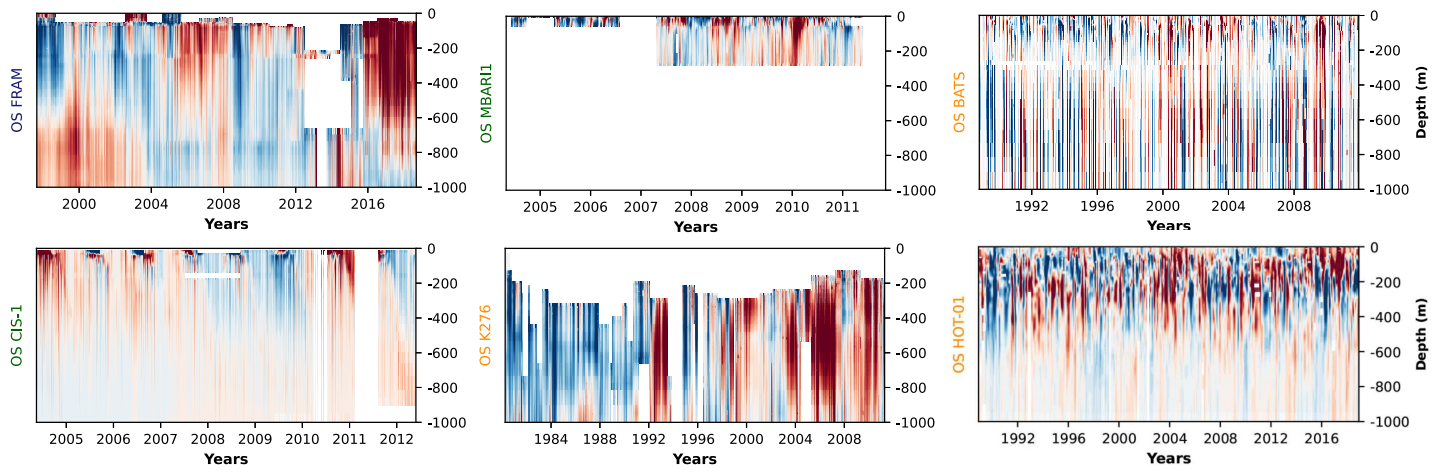 OS FRAM
0
-200
-400
-600
-800
-1000
2000 2004 2008 2012 2016
Years
OS MBARI1
0
-200
-400
-600
-800
-1000
2005 2006 2007 2008 2009 2010 2011
Years
OS BATS
0
-200
-400
-600
-800
-1000
Depth (m)
1992 1996 2000 2004 2008
Years
OS CIS-1
0
-200
-400
-600
-800
-1000
2005 2006 2007 2008 2009 2010 2011 2012
Years
OS K276
0
-200
-400
-600
-800
-1000
1984 1988 1992 1996 2000 2004 2008
Years
OS HOT-01
0
-200
-400
-600
-800
-1000
Depth (m)
1992 1996 2000 2004 2008 2012 2016
Years